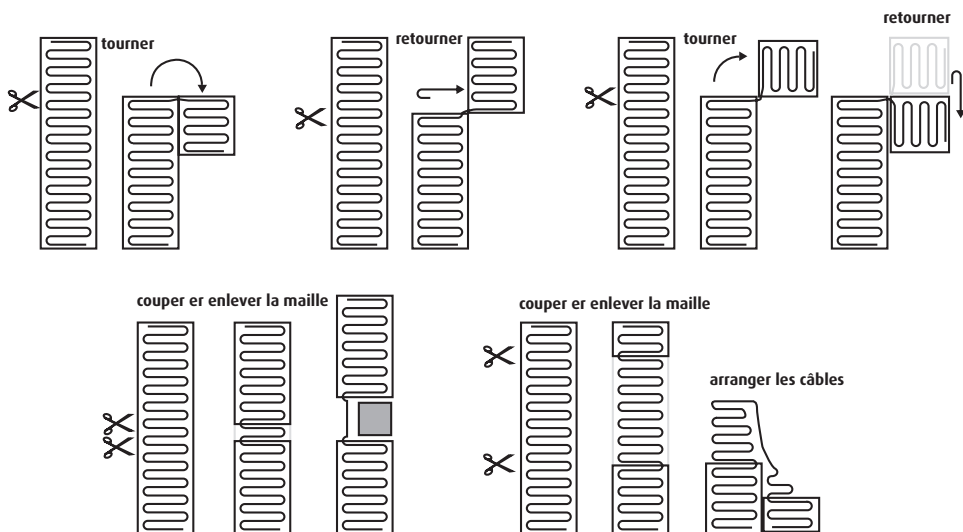 tourner
retourner
tourner
retourner
couper er enlever la maille
couper er enlever la maille
arranger les câbles